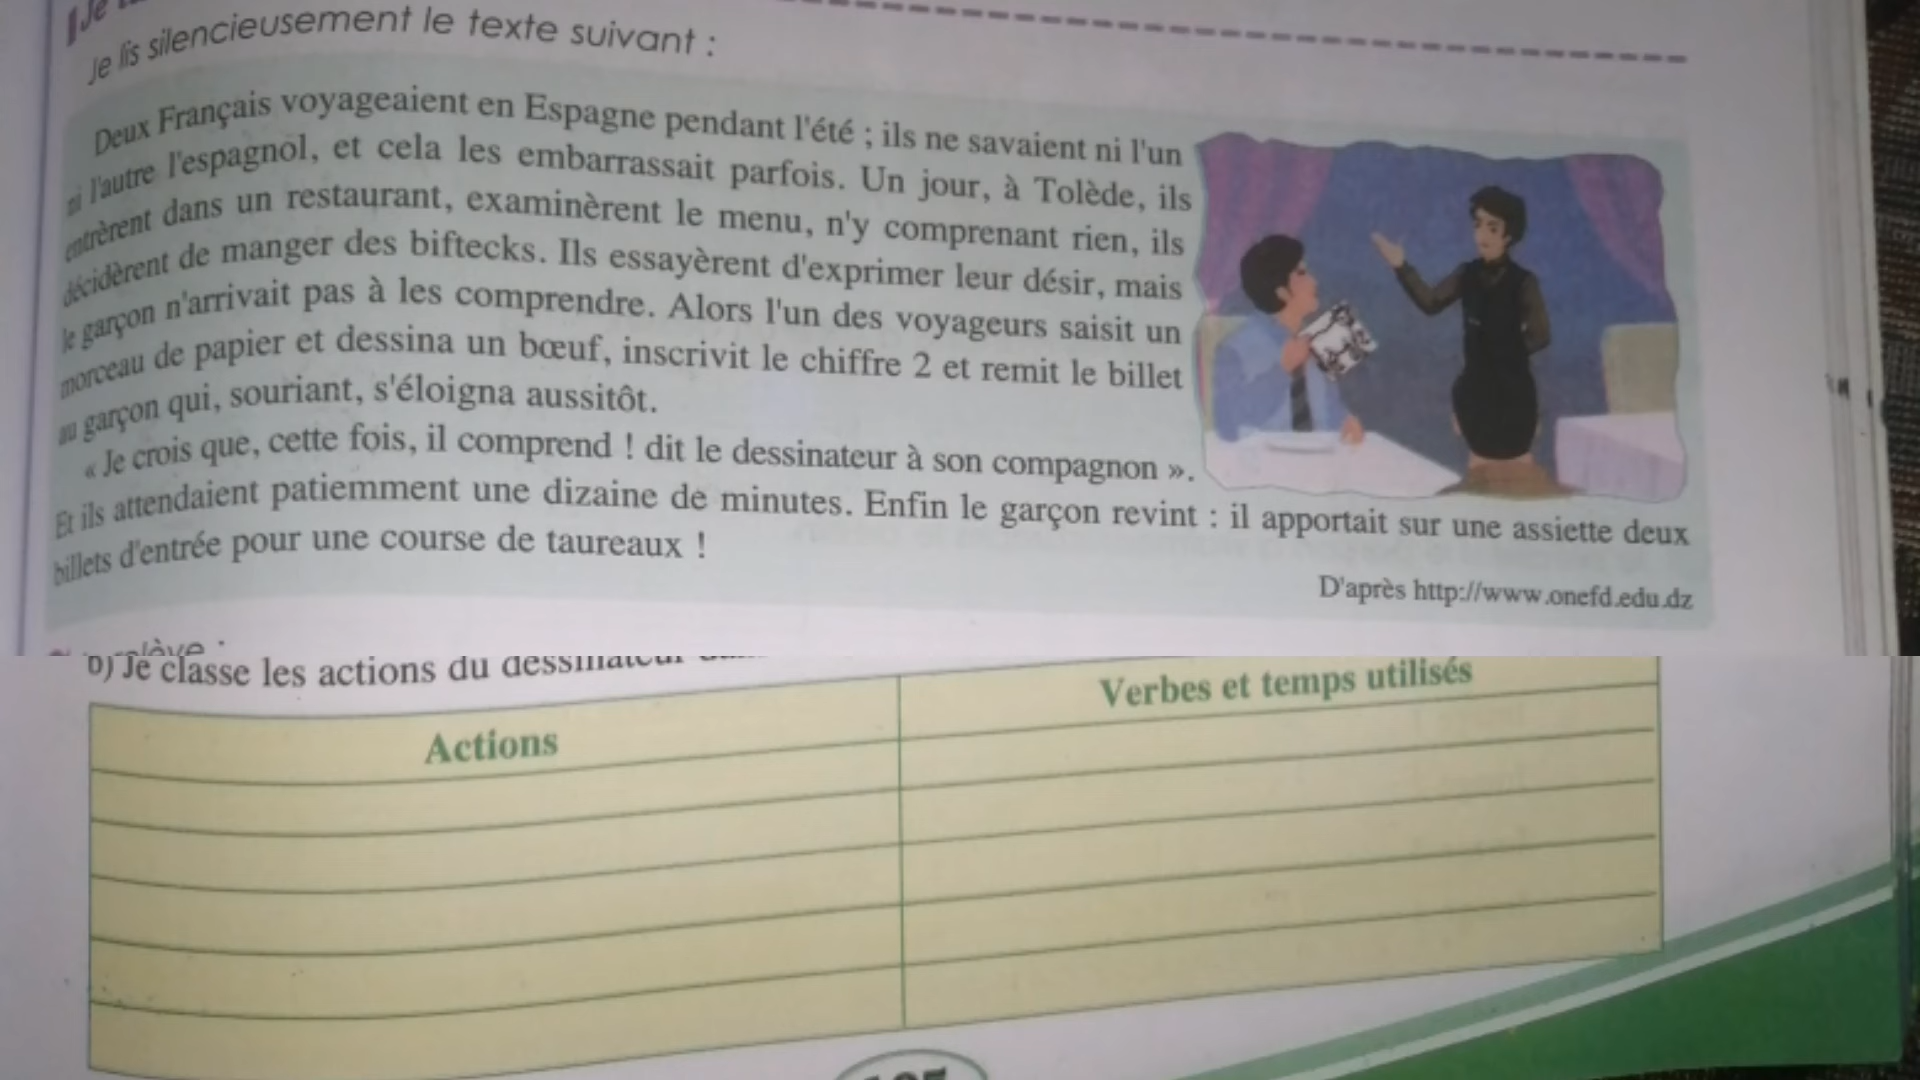 Je lis silencieusement le texte suivant :
Deux Français voyageaient en Espagne pendant l'été ; ils ne savaient ni l'un
ni l'autre l'espagnol, et cela les embarrassait parfois. Un jour, à Tolède, ils
entrèrent dans un restaurant, examinèrent le menu, n'y comprenant rien, ils
décidèrent de manger des biftecks. Ils essayèrent d'exprimer leur désir, mais
le garçon n'arrivait pas à les comprendre. Alors l'un des voyageurs saisit un
morceau de papier et dessina un bœuf, inscrivit le chiffre 2 et remit le billet
au garçon qui, souriant, s'éloigna aussitôt.
« Je crois que, cette fois, il comprend ! dit le dessinateur à son compagnon ».
Et ils attendaient patiemment une dizaine de minutes. Enfin le garçon revint : il apportait sur une assiette deux
billets d'entrée pour une course de taureaux !
D'après http://www.onefd.edu.dz
b) Je classe les actions du dessinateur
Actions
Verbes et temps utilisés